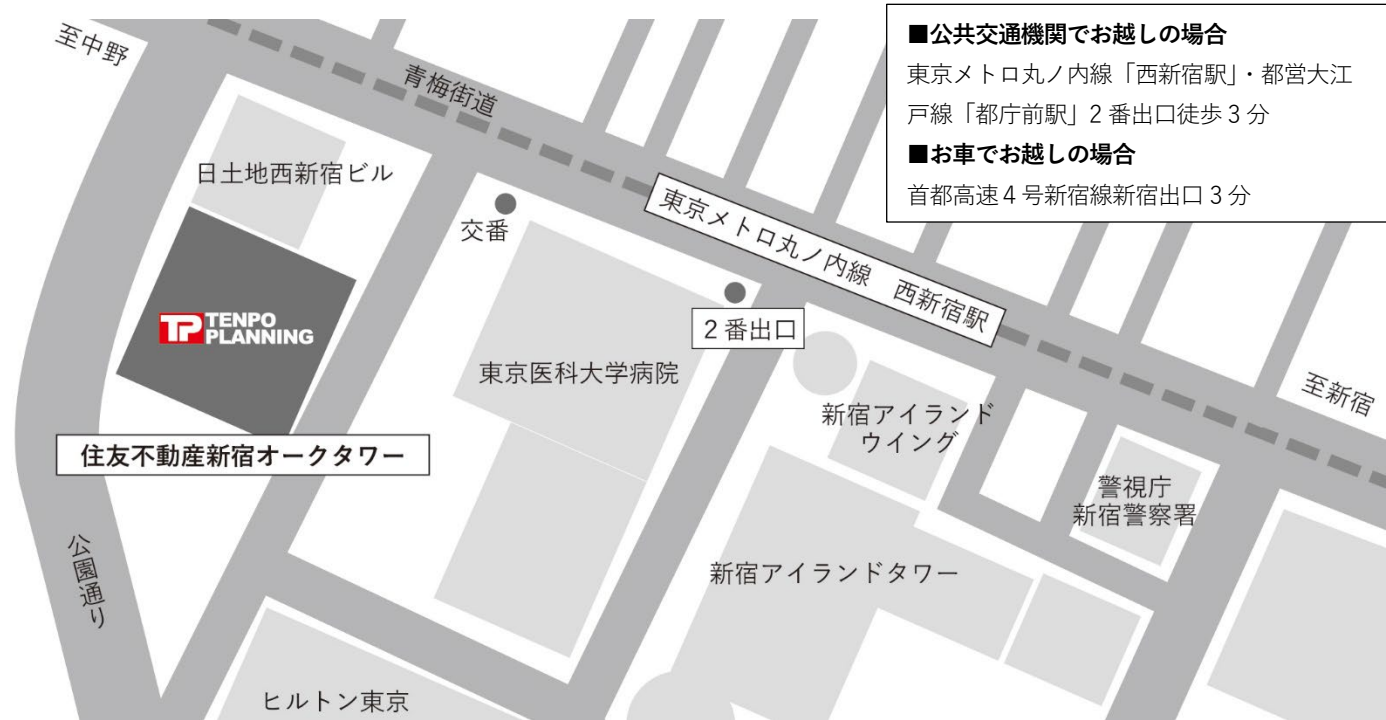 ■公共交通機関でお越しの場合
東京メトロ丸ノ内線「西新宿駅」・都営大江
戸線「都庁前駅」2番出口徒歩3分
■お車でお越しの場合
首都高速4号新宿線新宿出口3分
至中野
青梅街道
日土地西新宿ビル
交番
東京メトロ丸ノ内線 西新宿駅
2番出口
TP TENPO
PLANNING
東京医科大学病院
至新宿
新宿アイランド
ウイング
住友不動産新宿オークタワー
警視庁
新宿警察署
公園通り
新宿アイランドタワー
ヒルトン東京